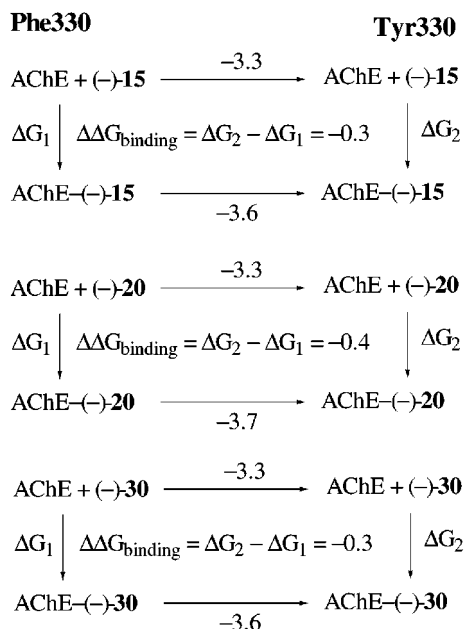 Phe330 Tyr330
−3.3
AChE + (−)-15 AChE + (−)-15
ΔG1 ΔΔGbinding = ΔG2 − ΔG1 = −0.3 ΔG2
AChE–(−)-15 AChE–(−)-15
−3.6
−3.3
AChE + (−)-20 AChE + (−)-20
ΔG1 ΔΔGbinding = ΔG2 − ΔG1 = −0.4 ΔG2
AChE–(−)-20 AChE–(−)-20
−3.7
−3.3
AChE + (−)-30 AChE + (−)-30
ΔG1 ΔΔGbinding = ΔG2 − ΔG1 = −0.3 ΔG2
AChE–(−)-30 AChE–(−)-30
−3.6